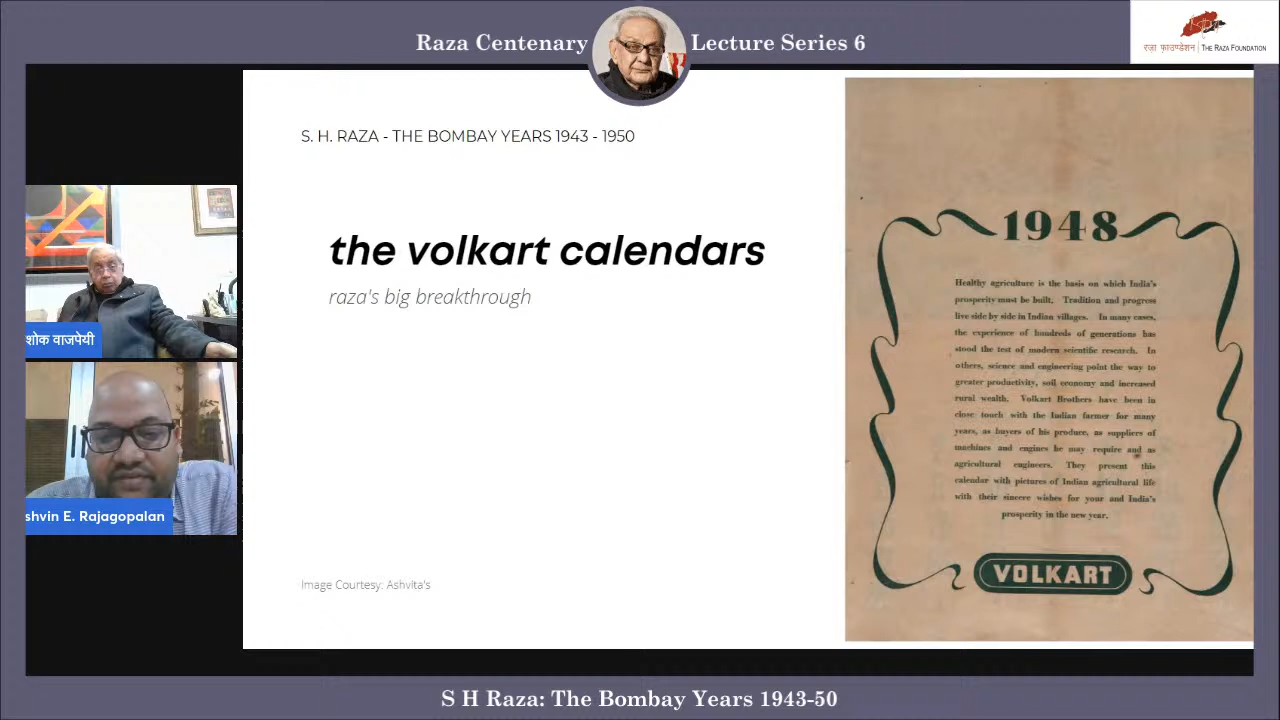 Raza Centenary Lecture Series 6
रज़ा फ़ाउण्डेशन | THE RAZA FOUNDATION
S. H. RAZA - THE BOMBAY YEARS 1943 - 1950
the volkart calendars
raza's big breakthrough
Image Courtesy: Ashvita's
1948
Healthy agriculture is the basis on which India's
prosperity must be built. Tradition and progress
live side by side in Indian villages. In many cases,
the experience of hundreds of generations has
stood the test of modern scientific research. In
others, science and engineering point the way to
greater productivity, soil economy and increased
rural wealth. Volkart Brothers have been in
close touch with the Indian farmer for many
years, as buyers of his produce, as suppliers of
machines and engines he may require and as
agricultural engineers. They present this
calendar with pictures of Indian agricultural life
with their sincere wishes for your and India's
prosperity in the new year.
VOLKART
शोक वाजपेयी
shvin E. Rajagopalan
S H Raza: The Bombay Years 1943-50